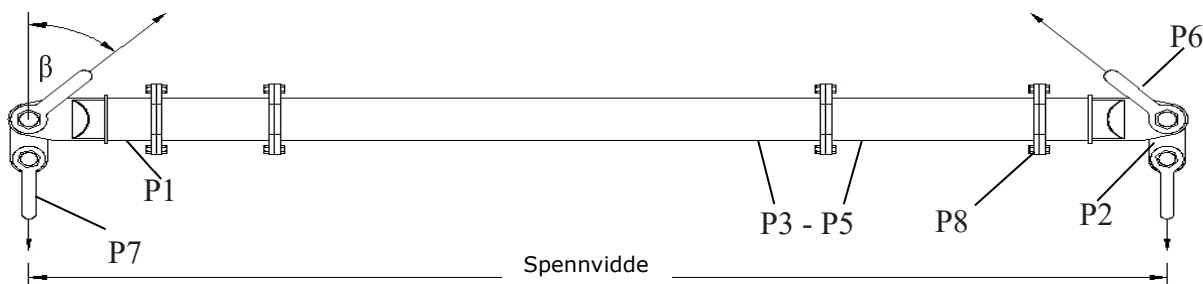 β
P6
P1
P3 - P5
P8
P2
P7
Spennvidde